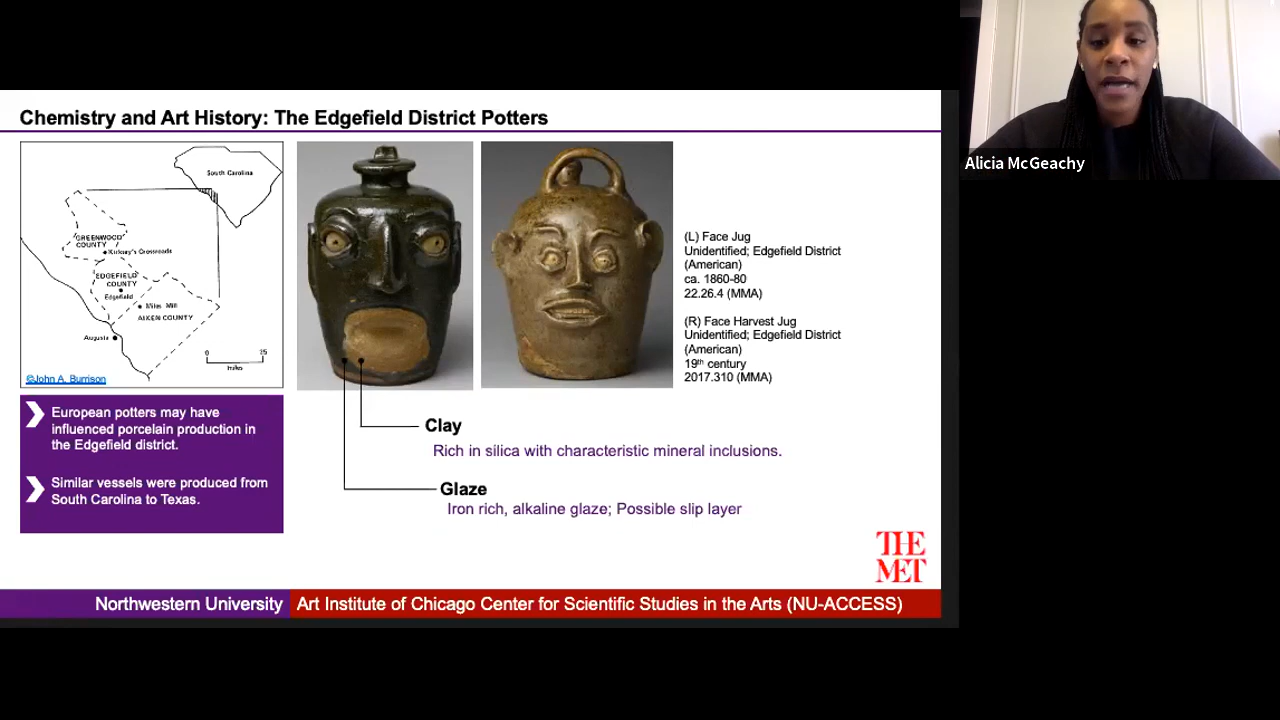 Chemistry and Art History: The Edgefield District Potters
South Carolina
GREENWOOD
COUNTY
Kirksey's Crossroads
EDGEFIELD
COUNTY
Edgefield
Miles Mill
AIKEN COUNTY
Augusta
0 25
miles
©John A. Burrison
European potters may have
influenced porcelain production in
the Edgefield district.
Similar vessels were produced from
South Carolina to Texas.
(L) Face Jug
Unidentified; Edgefield District
(American)
ca. 1860-80
22.26.4 (MMA)
(R) Face Harvest Jug
Unidentified; Edgefield District
(American)
19th century
2017.310 (MMA)
Clay
Rich in silica with characteristic mineral inclusions.
Glaze
Iron rich, alkaline glaze; Possible slip layer
THE
MET
Northwestern University Art Institute of Chicago Center for Scientific Studies in the Arts (NU-ACCESS)
Alicia McGeachy